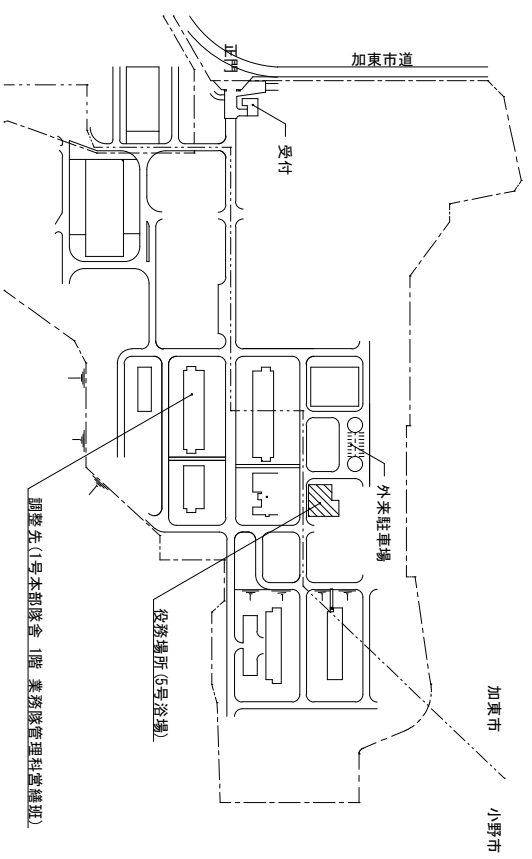 加東市道
正門
受付
外来駐車場
役務場所(5号浴場)
調整先(1号本部隊舎 1階 業務隊管理科営繕班)
加東市
小野市